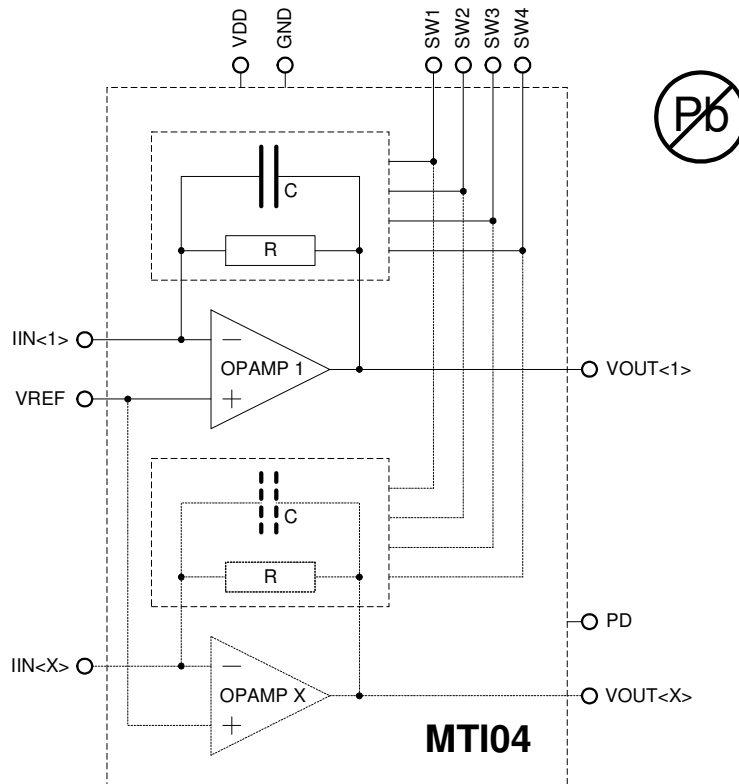 VDD
GND
SW1
SW2
SW3
SW4
Pb
C
R
IIN<1>
OPAMP 1
VOUT<1>
VREF
C
R
PD
IIN<X>
OPAMP X
VOUT<X>
MTI04